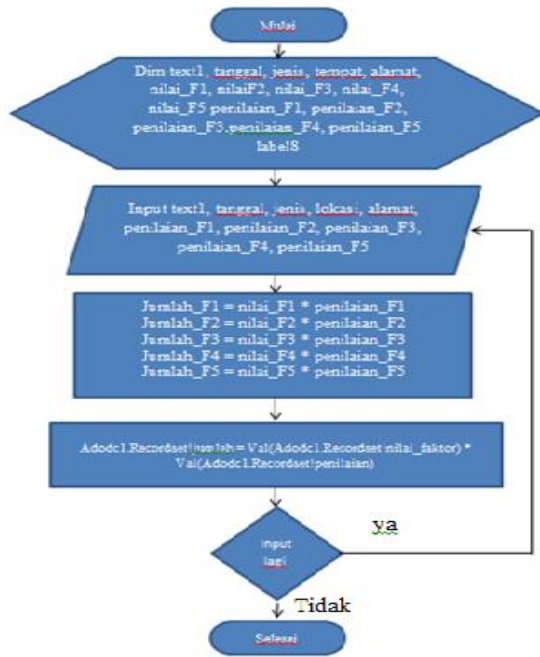 Mulai
Dim text1, tanggal, jenis, tempat, alamat,
nilai_F1, nilaiF2, nilai_F3, nilai_F4,
nilai_F5 penilaian_F1, penilaian_F2,
penilaian_F3,penilaian_F4, penilaian_F5
label8
Input text1, tanggal, jenis, lokasi, alamat,
penilaian_F1, penilaian_F2, penilaian_F3,
penilaian_F4, penilaian_F5
Jumlah_F1 = nilai_F1 * penilaian_F1
Jumlah_F2 = nilai_F2 * penilaian_F2
Jumlah_F3 = nilai_F3 * penilaian_F3
Jumlah_F4 = nilai_F4 * penilaian_F4
Jumlah_F5 = nilai_F5 * penilaian_F5
Adodc1.Recordset!jumlah = Val(Adodc1.Recordset!nilai_faktor) *
Val(Adodc1.Recordset!penilaian)
Input
lagi
ya
Tidak
Selesai